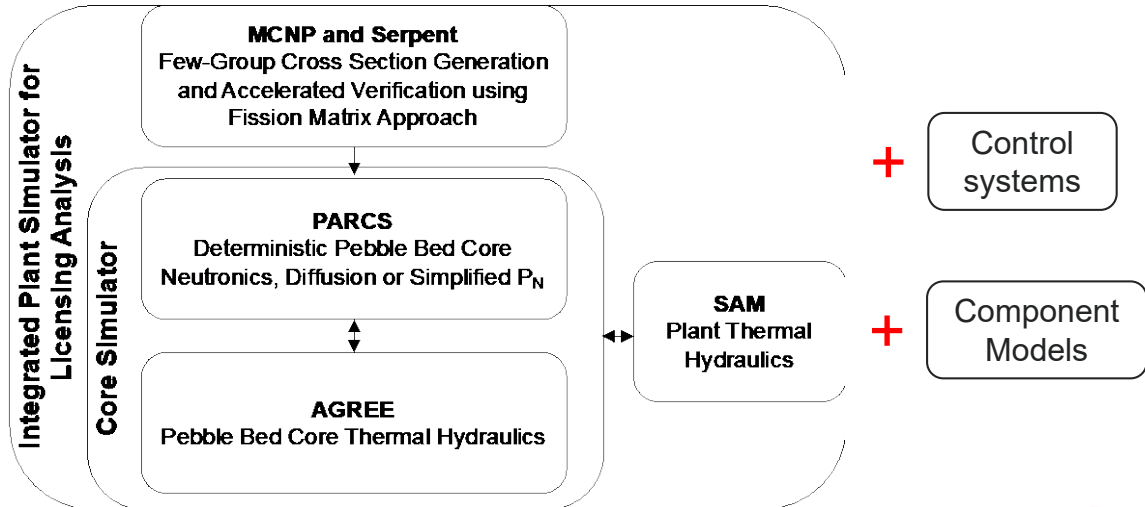 Integrated Plant Simulator for
Licensing Analysis
MCNP and Serpent
Few-Group Cross Section Generation
and Accelerated Verification using
Fission Matrix Approach
Core Simulator
PARCS
Deterministic Pebble Bed Core
Neutronics, Diffusion or Simplified P_N
AGREE
Pebble Bed Core Thermal Hydraulics
SAM
Plant Thermal
Hydraulics
+
Control
systems
+
Component
Models